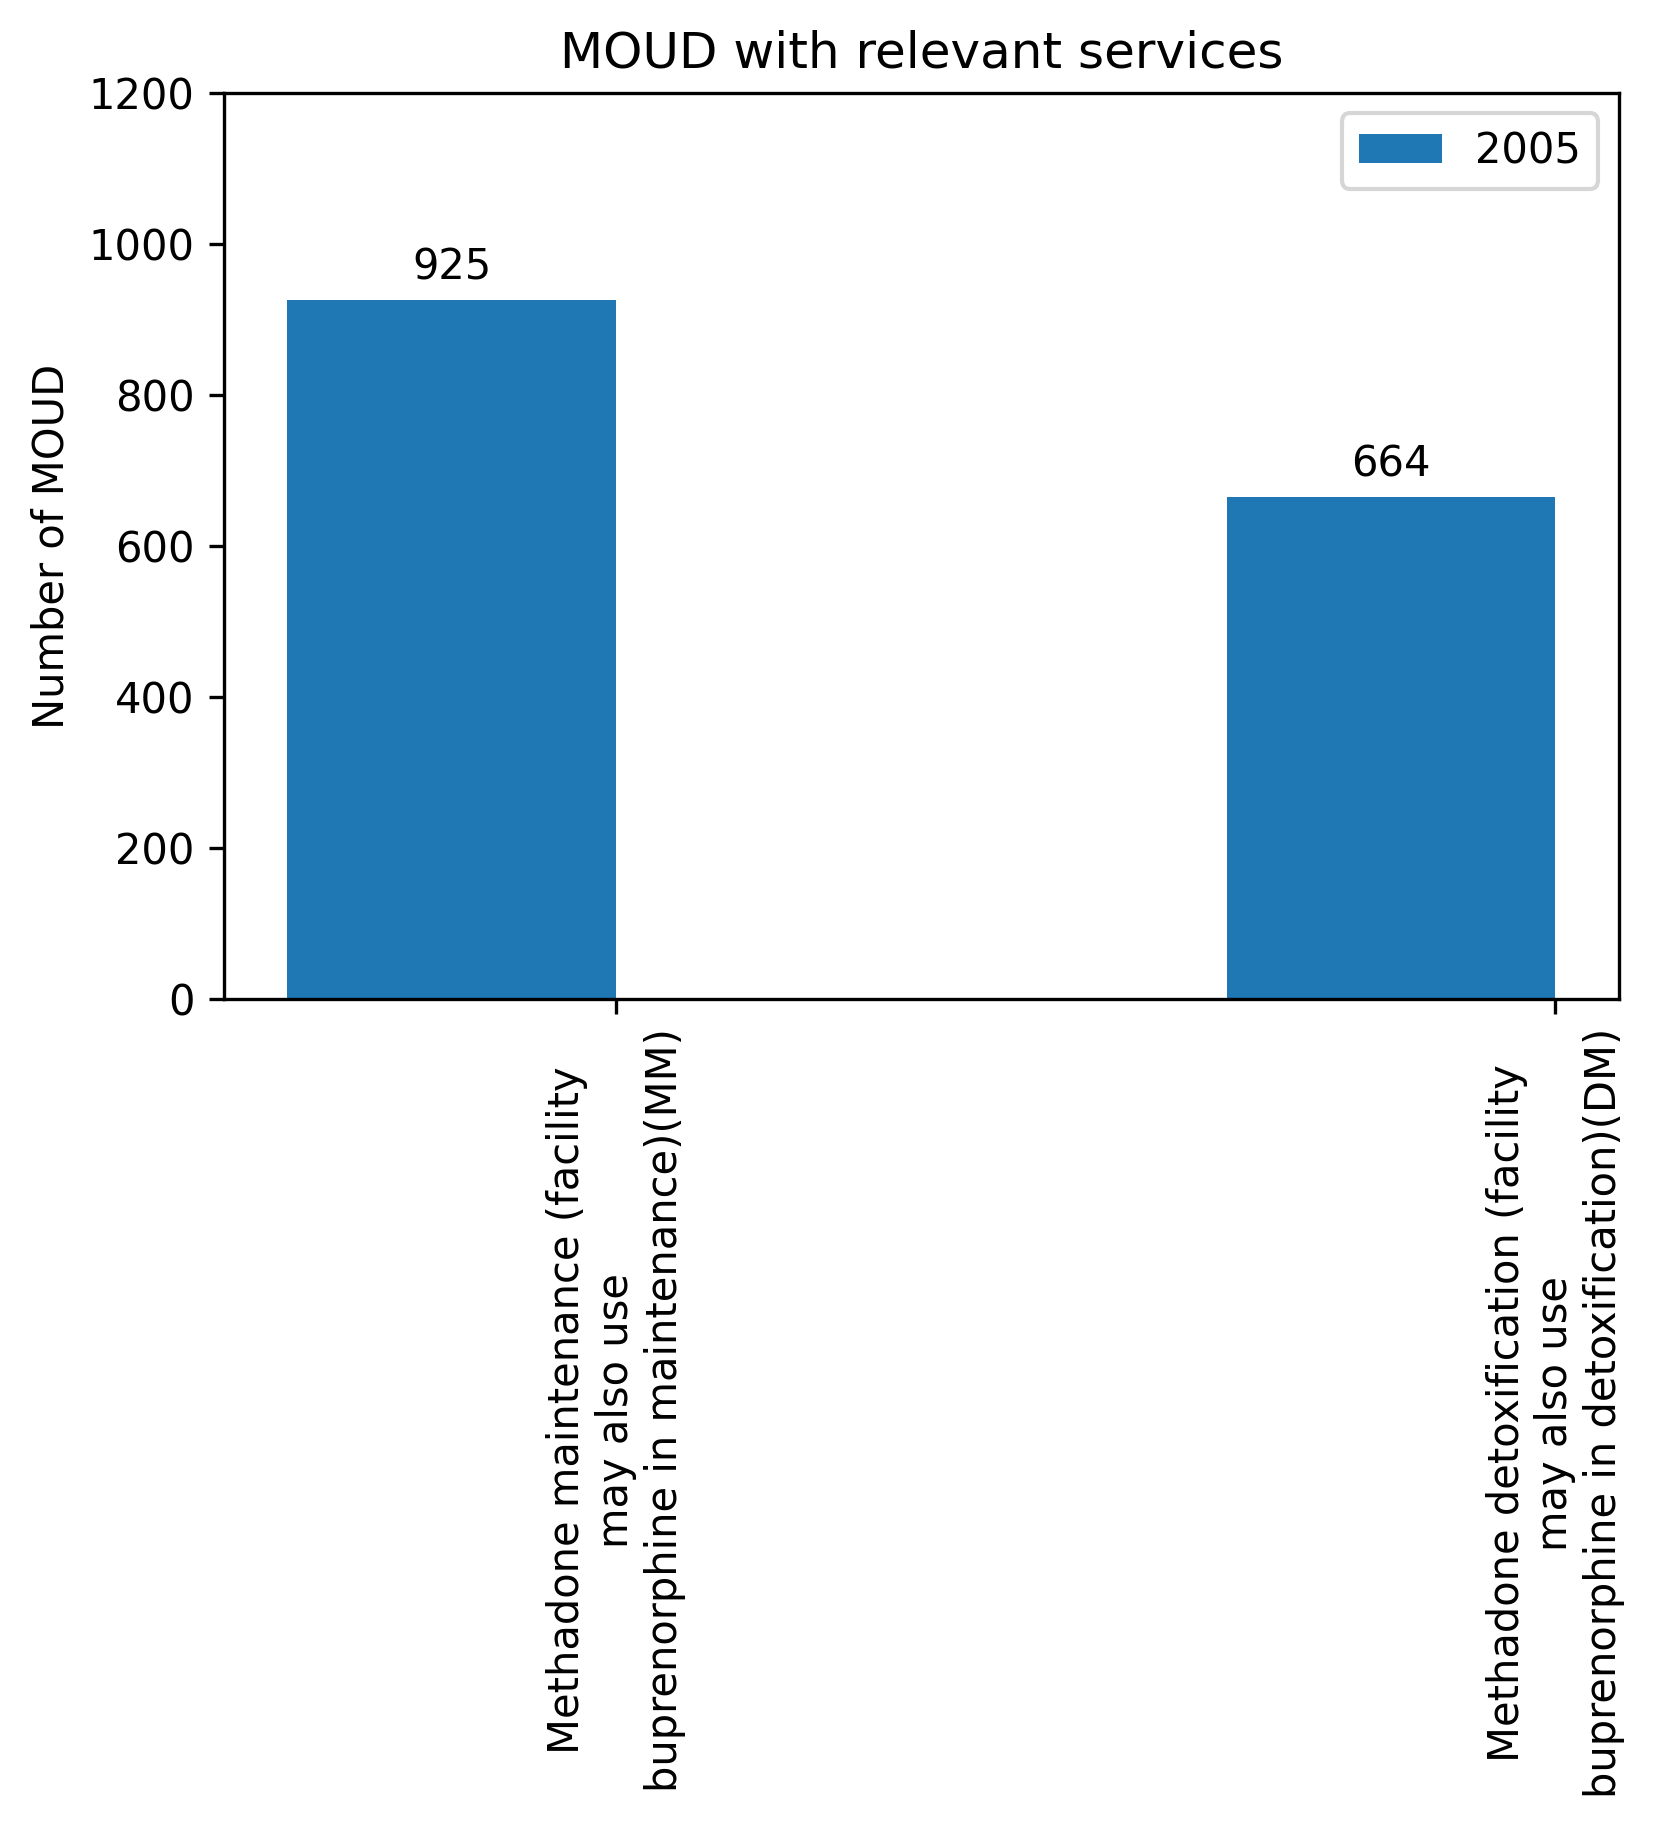 MOUD with relevant services
1200
1000
800
600
400
200
0
Number of MOUD
2005
925
664
Methadone maintenance (facility
may also use
buprenorphine in maintenance)(MM)
Methadone detoxification (facility
may also use
buprenorphine in detoxification)(DM)